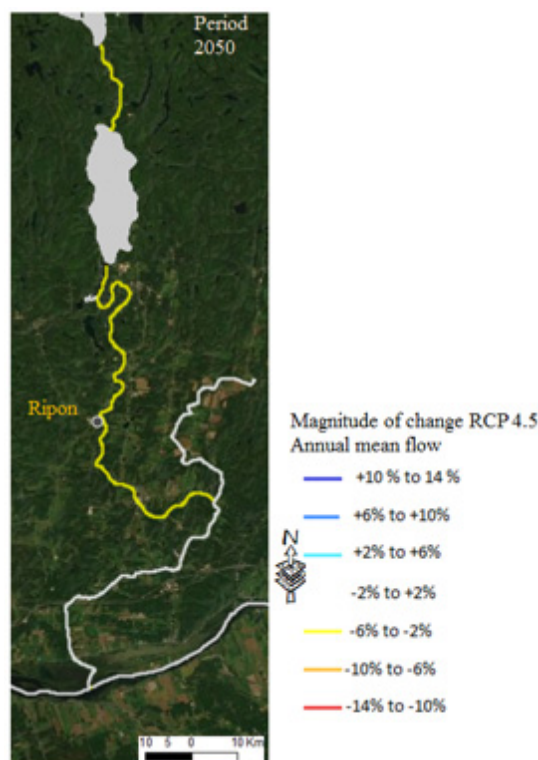 Period
2050
Ripon
10 5 0 10 Km
Magnitude of change RCP 4.5
Annual mean flow
+10 % to 14 %
+6% to +10%
+2% to +6%
N
-2% to +2%
-6% to -2%
-10% to -6%
-14% to -10%